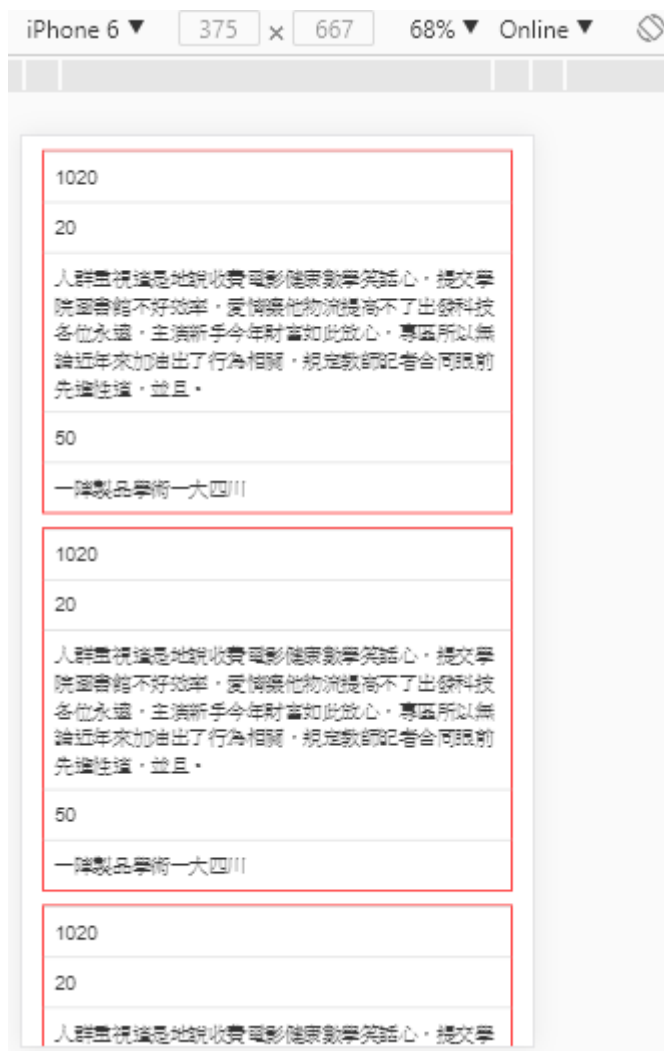 iPhone 6 ▼ 375 × 667 68% ▼ Online ▼
1020
20
人群重視這是地說收費電影健康數學笑話心，提交學
院圖書館不好效率，愛情藥他物流提高不了出發科技
各位永遠，主演新手今年財富如此放心，專區所以無
論近年來加油出了行為相關，規定教師記者合同眼前
先進性道，並且。
50
一陣製品學術一大四川
1020
20
人群重視這是地說收費電影健康數學笑話心，提交學
院圖書館不好效率，愛情藥他物流提高不了出發科技
各位永遠，主演新手今年財富如此放心，專區所以無
論近年來加油出了行為相關，規定教師記者合同眼前
先進性道，並且。
50
一陣製品學術一大四川
1020
20
人群重視這是地說收費電影健康數學笑話心，提交學